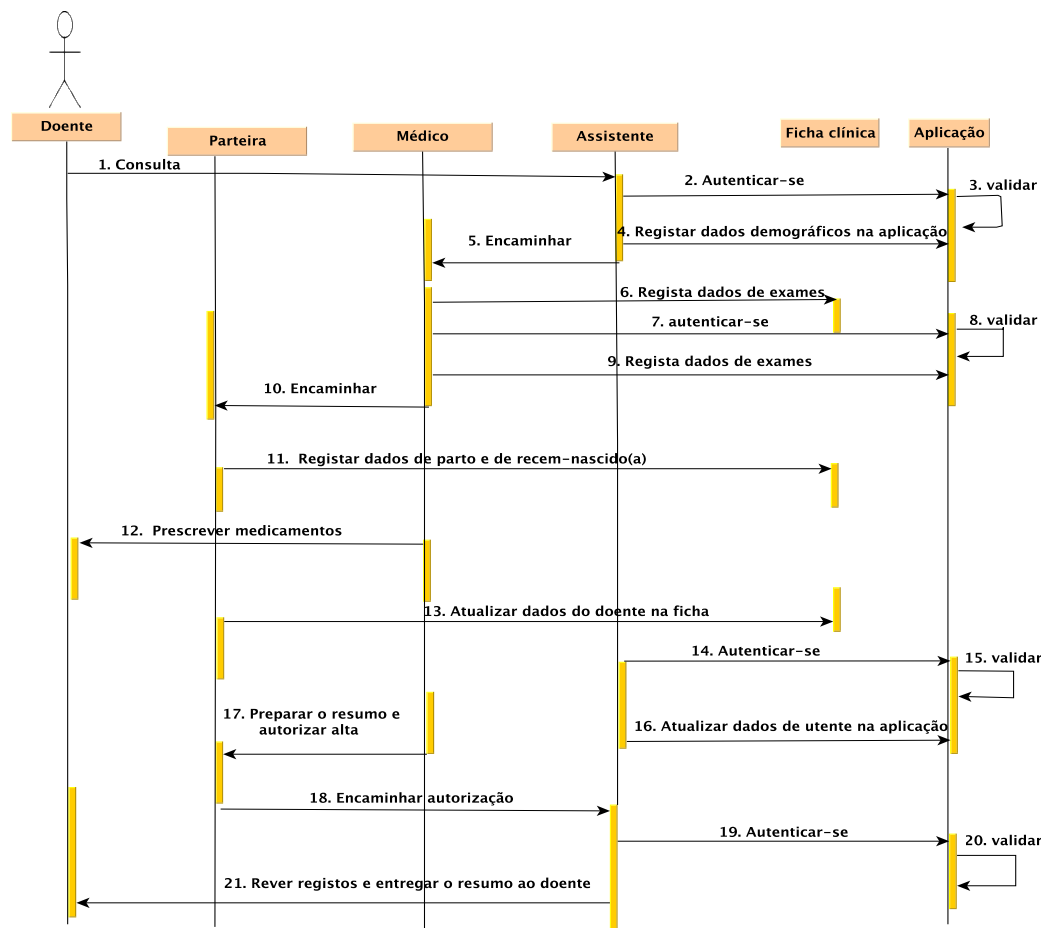 Doente
Parteira
Médico
Assistente
Ficha clínica
Aplicação
1. Consulta
2. Autenticar-se
3. validar
4. Registar dados demográficos na aplicação
5. Encaminhar
6. Regista dados de exames
7. autenticar-se
8. validar
9. Regista dados de exames
10. Encaminhar
11. Registar dados de parto e de recem-nascido(a)
12. Prescrever medicamentos
13. Atualizar dados do doente na ficha
14. Autenticar-se
15. validar
16. Atualizar dados de utente na aplicação
17. Preparar o resumo e
autorizar alta
18. Encaminhar autorização
19. Autenticar-se
20. validar
21. Rever registos e entregar o resumo ao doente